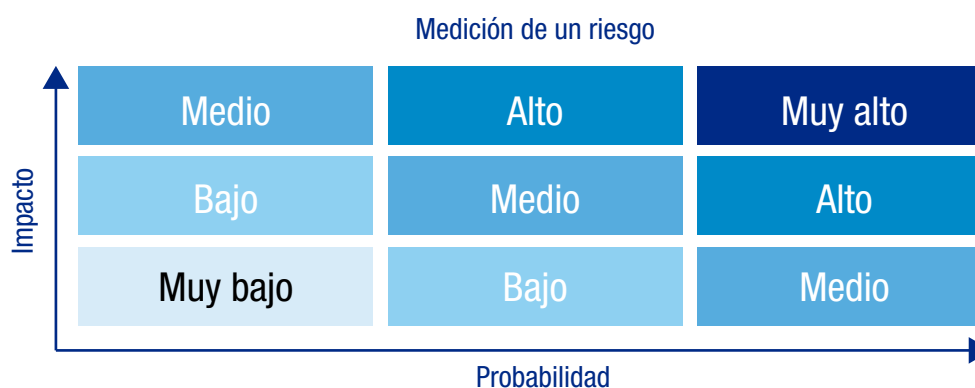 Medición de un riesgo
Medio Alto Muy alto
Bajo Medio Alto
Muy bajo Bajo Medio
Impacto
Probabilidad